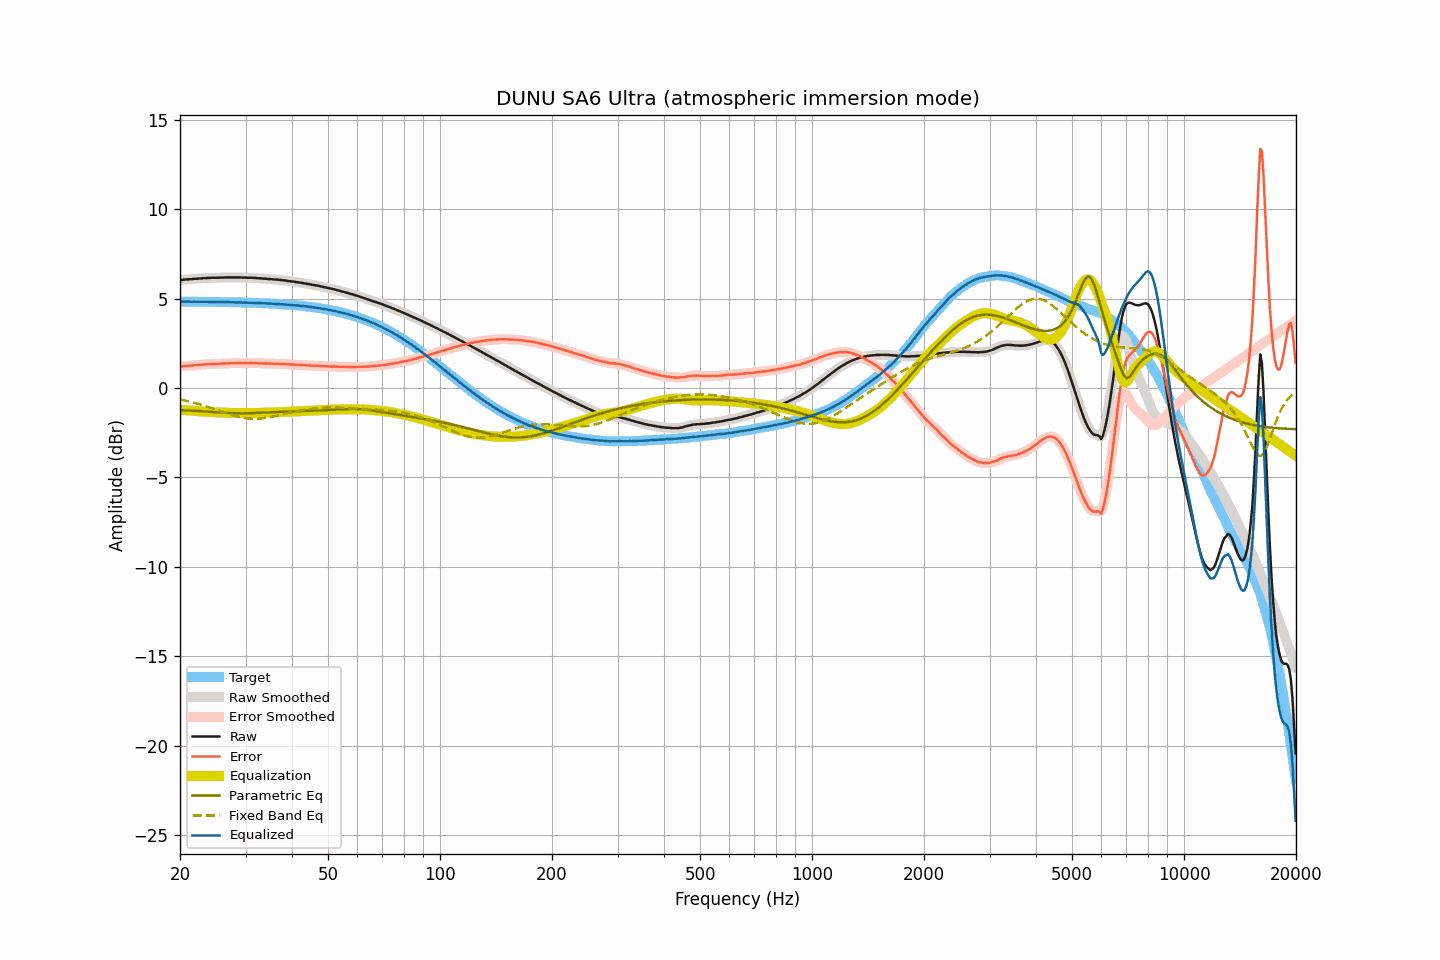 DUNU SA6 Ultra (atmospheric immersion mode)
15
10
5
0
−5
−10
−15
−20
−25
Amplitude (dBr)
Target
Raw Smoothed
Error Smoothed
Raw
Error
Equalization
Parametric Eq
Fixed Band Eq
Equalized
20 50 100 200 500 1000 2000 5000 10000 20000
Frequency (Hz)